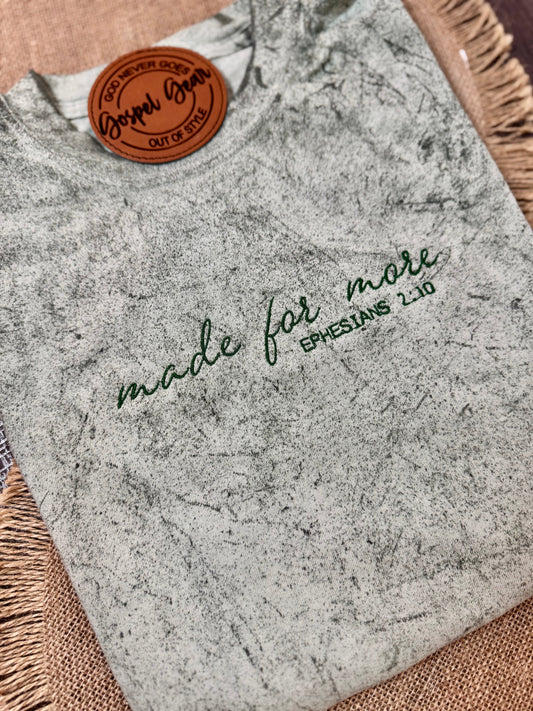 GOD NEVER GOES
Gospel Gear
OUT OF STYLE
made for more
EPHESIANS 2:10